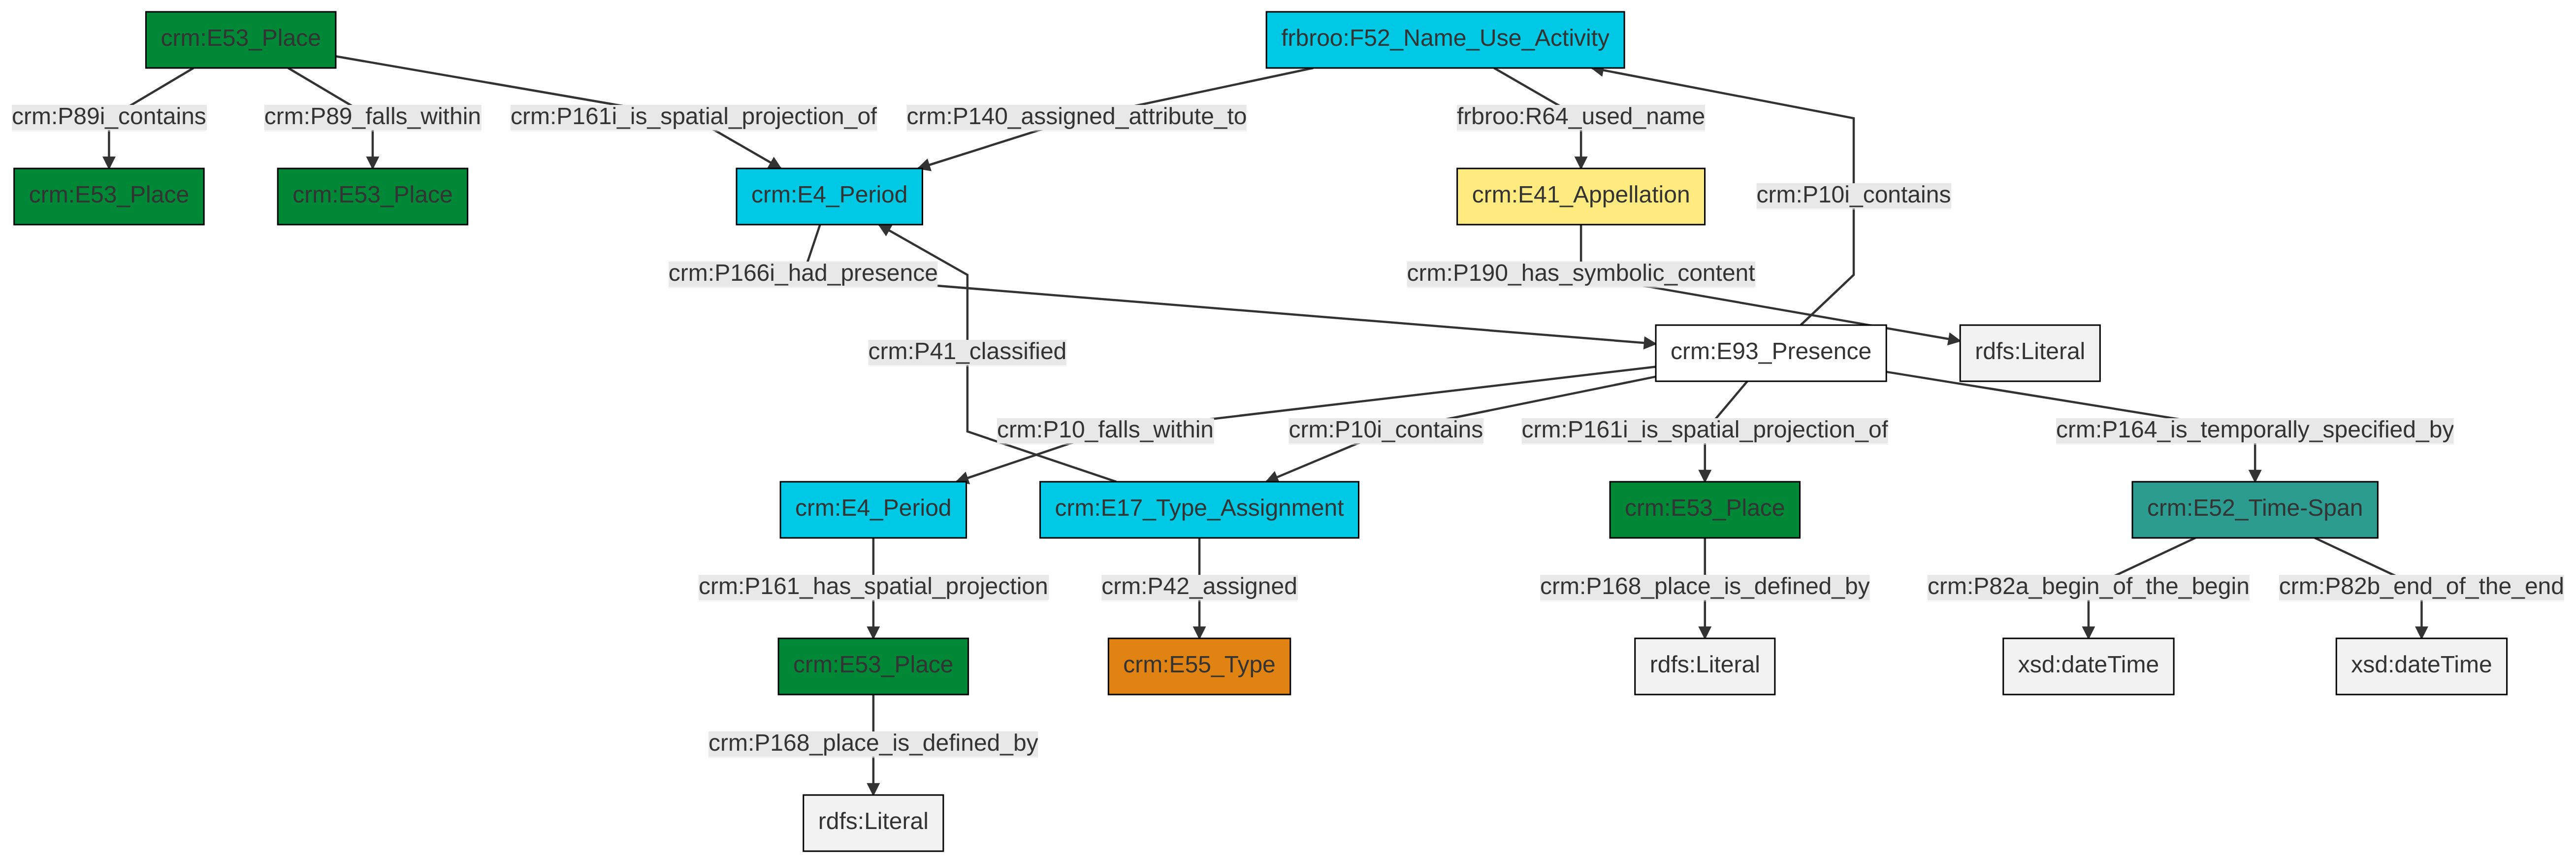 crm:E53_Place
frbroo:F52_Name_Use_Activity
crm:P89i_contains
crm:P89_falls_within
crm:P161i_is_spatial_projection_of
crm:P140_assigned_attribute_to
frbroo:R64_used_name
crm:E53_Place
crm:E53_Place
crm:E4_Period
crm:E41_Appellation
crm:P10i_contains
crm:P166i_had_presence
crm:P190_has_symbolic_content
crm:P41_classified
crm:E93_Presence
rdfs:Literal
crm:P10_falls_within
crm:P10i_contains
crm:P161i_is_spatial_projection_of
crm:P164_is_temporally_specified_by
crm:E4_Period
crm:E17_Type_Assignment
crm:E53_Place
crm:E52_Time-Span
crm:P161_has_spatial_projection
crm:P42_assigned
crm:P168_place_is_defined_by
crm:P82a_begin_of_the_begin
crm:P82b_end_of_the_end
crm:E53_Place
crm:E55_Type
rdfs:Literal
xsd:dateTime
xsd:dateTime
crm:P168_place_is_defined_by
rdfs:Literal